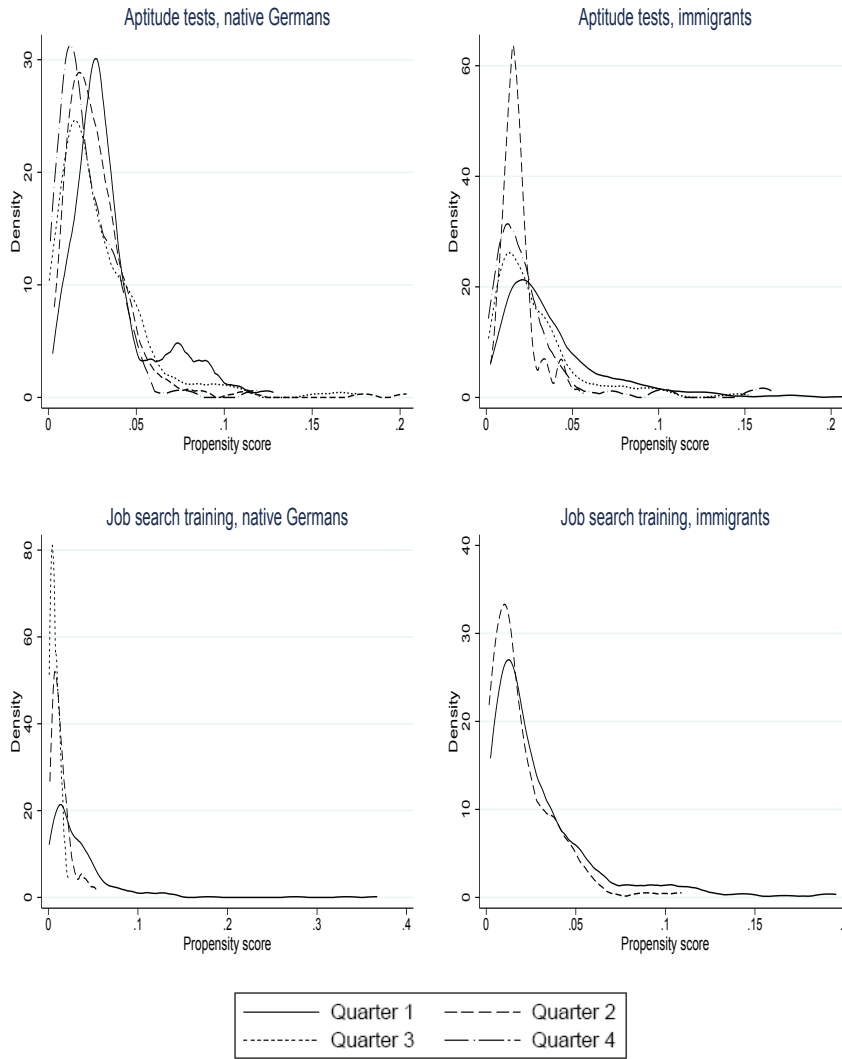 Aptitude tests, native Germans
Density
0 10 20 30
0 .05 .1 .15 .2
Propensity score
Aptitude tests, immigrants
Density
0 20 40 60
0 .05 .1 .15 .2
Propensity score
Job search training, native Germans
Density
0 20 40 60 80
0 .1 .2 .3 .4
Propensity score
Job search training, immigrants
Density
0 10 20 30 40
0 .05 .1 .15
Propensity score
Quarter 1 Quarter 2
Quarter 3 Quarter 4